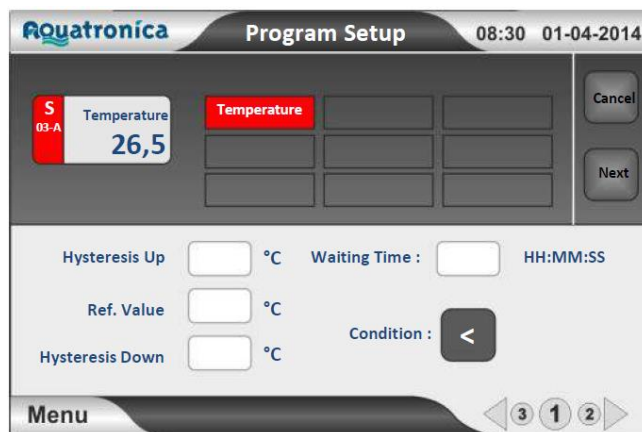 Aquatronica
Program Setup
08:30 01-04-2014
S
03-A
Temperature
26,5
Temperature
Cancel
Next
Hysteresis Up
°C
Waiting Time :
HH:MM:SS
Ref. Value
°C
Condition :
<
Hysteresis Down
°C
Menu
3 1 2